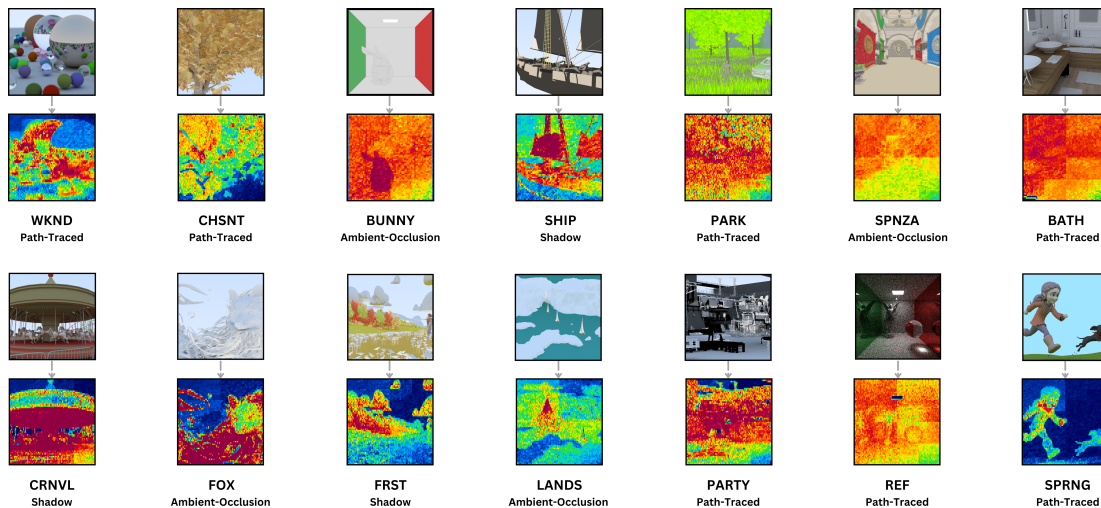 WKND
Path-Traced
CHSNT
Path-Traced
BUNNY
Ambient-Occlusion
SHIP
Shadow
PARK
Path-Traced
SPNZA
Ambient-Occlusion
BATH
Path-Traced
CRNVL
Shadow
FOX
Ambient-Occlusion
FRST
Shadow
LANDS
Ambient-Occlusion
PARTY
Path-Traced
REF
Path-Traced
SPRNG
Path-Traced